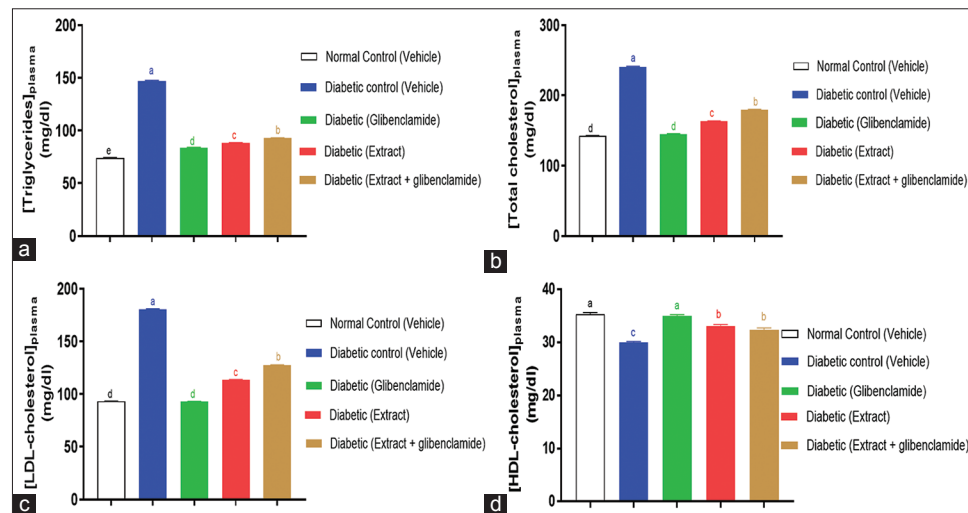 200
150
100
50
0
[Triglycerides]plasma
(mg/dl)
e
a
d
c
b
Normal Control (Vehicle)
Diabetic control (Vehicle)
Diabetic (Glibenclamide)
Diabetic (Extract)
Diabetic (Extract + glibenclamide)
a
300
200
100
0
[Total cholesterol]plasma
(mg/dl)
d
a
d
c
b
Normal Control (Vehicle)
Diabetic control (Vehicle)
Diabetic (Glibenclamide)
Diabetic (Extract)
Diabetic (Extract + glibenclamide)
b
200
150
100
50
0
[LDL-cholesterol]plasma
(mg/dl)
d
a
d
c
b
Normal Control (Vehicle)
Diabetic control (Vehicle)
Diabetic (Glibenclamide)
Diabetic (Extract)
Diabetic (Extract + glibenclamide)
c
40
30
20
10
0
[HDL-cholesterol]plasma
(mg/dl)
a
c
a
b
b
Normal Control (Vehicle)
Diabetic control (Vehicle)
Diabetic (Glibenclamide)
Diabetic (Extract)
Diabetic (Extract + glibenclamide)
d